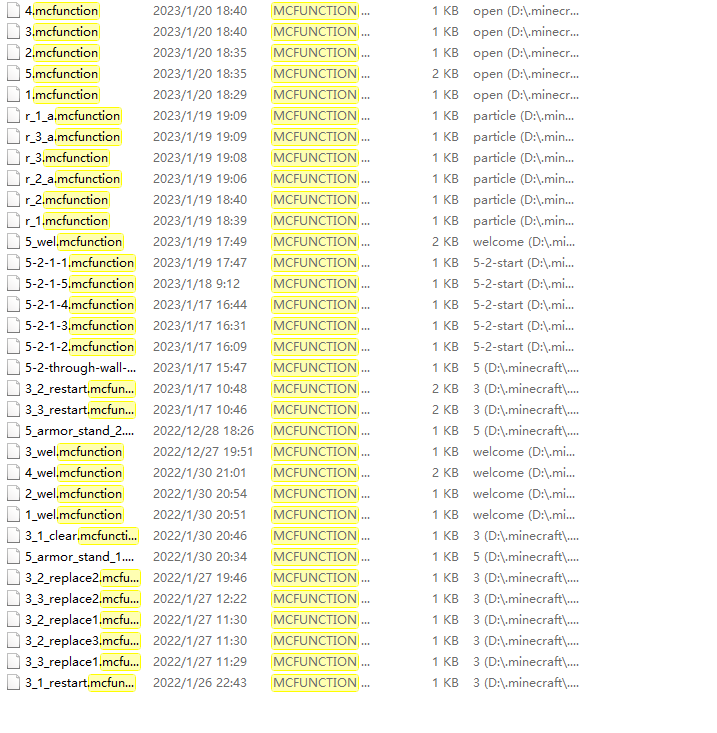 4.mcfunction 2023/1/20 18:40 MCFUNCTION ... 1 KB open (D:\.minecr...
3.mcfunction 2023/1/20 18:40 MCFUNCTION ... 1 KB open (D:\.minecr...
2.mcfunction 2023/1/20 18:35 MCFUNCTION ... 1 KB open (D:\.minecr...
5.mcfunction 2023/1/20 18:35 MCFUNCTION ... 2 KB open (D:\.minecr...
1.mcfunction 2023/1/20 18:29 MCFUNCTION ... 1 KB open (D:\.minecr...
r_1_a.mcfunction 2023/1/19 19:09 MCFUNCTION ... 1 KB particle (D:\.min...
r_3_a.mcfunction 2023/1/19 19:09 MCFUNCTION ... 1 KB particle (D:\.min...
r_3.mcfunction 2023/1/19 19:08 MCFUNCTION ... 1 KB particle (D:\.min...
r_2_a.mcfunction 2023/1/19 19:06 MCFUNCTION ... 1 KB particle (D:\.min...
r_2.mcfunction 2023/1/19 18:40 MCFUNCTION ... 1 KB particle (D:\.min...
r_1.mcfunction 2023/1/19 18:39 MCFUNCTION ... 1 KB particle (D:\.min...
5_wel.mcfunction 2023/1/19 17:49 MCFUNCTION ... 2 KB welcome (D:\.mi...
5-2-1-1.mcfunction 2023/1/19 17:47 MCFUNCTION ... 1 KB 5-2-start (D:\.mi...
5-2-1-5.mcfunction 2023/1/18 9:12 MCFUNCTION ... 1 KB 5-2-start (D:\.mi...
5-2-1-4.mcfunction 2023/1/17 16:44 MCFUNCTION ... 1 KB 5-2-start (D:\.mi...
5-2-1-3.mcfunction 2023/1/17 16:31 MCFUNCTION ... 1 KB 5-2-start (D:\.mi...
5-2-1-2.mcfunction 2023/1/17 16:09 MCFUNCTION ... 1 KB 5-2-start (D:\.mi...
5-2-through-wall-... 2023/1/17 15:47 MCFUNCTION ... 1 KB 5 (D:\.minecraft\....
3_2_restart.mcfun... 2023/1/17 10:48 MCFUNCTION ... 2 KB 3 (D:\.minecraft\....
3_3_restart.mcfun... 2023/1/17 10:46 MCFUNCTION ... 2 KB 3 (D:\.minecraft\....
5_armor_stand_2.... 2022/12/28 18:26 MCFUNCTION ... 1 KB 5 (D:\.minecraft\....
3_wel.mcfunction 2022/12/27 19:51 MCFUNCTION ... 1 KB welcome (D:\.mi...
4_wel.mcfunction 2022/1/30 21:01 MCFUNCTION ... 2 KB welcome (D:\.mi...
2_wel.mcfunction 2022/1/30 20:54 MCFUNCTION ... 1 KB welcome (D:\.mi...
1_wel.mcfunction 2022/1/30 20:51 MCFUNCTION ... 1 KB welcome (D:\.mi...
3_1_clear.mcfuncti... 2022/1/30 20:46 MCFUNCTION ... 1 KB 3 (D:\.minecraft\....
5_armor_stand_1.... 2022/1/30 20:34 MCFUNCTION ... 1 KB 5 (D:\.minecraft\....
3_2_replace2.mcfu... 2022/1/27 19:46 MCFUNCTION ... 1 KB 3 (D:\.minecraft\....
3_3_replace2.mcfu... 2022/1/27 12:22 MCFUNCTION ... 1 KB 3 (D:\.minecraft\....
3_2_replace1.mcfu... 2022/1/27 11:30 MCFUNCTION ... 1 KB 3 (D:\.minecraft\....
3_2_replace3.mcfu... 2022/1/27 11:30 MCFUNCTION ... 1 KB 3 (D:\.minecraft\....
3_3_replace1.mcfu... 2022/1/27 11:29 MCFUNCTION ... 1 KB 3 (D:\.minecraft\....
3_1_restart.mcfun... 2022/1/26 22:43 MCFUNCTION ... 1 KB 3 (D:\.minecraft\....